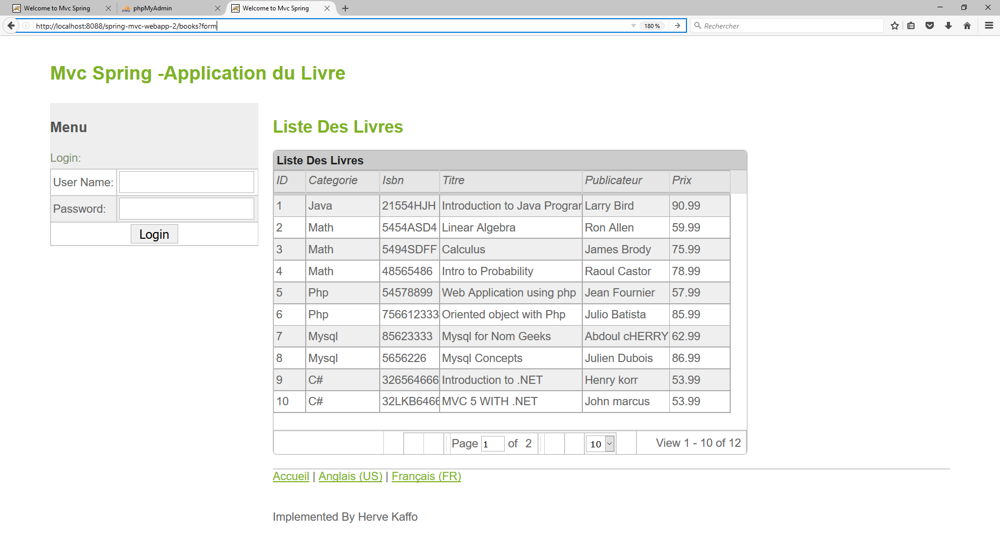 Welcome to Mvc Spring
phpMyAdmin
Welcome to Mvc Spring
http://localhost:8088/spring-mvc-webapp-2/books?form
180 %
Rechercher
Mvc Spring -Application du Livre
Menu
Login:
User Name:
Password:
Login
Liste Des Livres
Liste Des Livres
ID Categorie Isbn Titre Publicateur Prix
1 Java 21554HJH Introduction to Java Prograr Larry Bird 90.99
2 Math 5454ASD4 Linear Algebra Ron Allen 59.99
3 Math 5494SDFF Calculus James Brody 75.99
4 Math 48565486 Intro to Probability Raoul Castor 78.99
5 Php 54578899 Web Application using php Jean Fournier 57.99
6 Php 756612333 Oriented object with Php Julio Batista 85.99
7 Mysql 85623333 Mysql for Nom Geeks Abdoul cHERRY 62.99
8 Mysql 5656226 Mysql Concepts Julien Dubois 86.99
9 C# 326564666 Introduction to .NET Henry korr 53.99
10 C# 32LKB6466 MVC 5 WITH .NET John marcus 53.99
Page 1 of 2 10 View 1 - 10 of 12
Accueil | Anglais (US) | Français (FR)
Implemented By Herve Kaffo